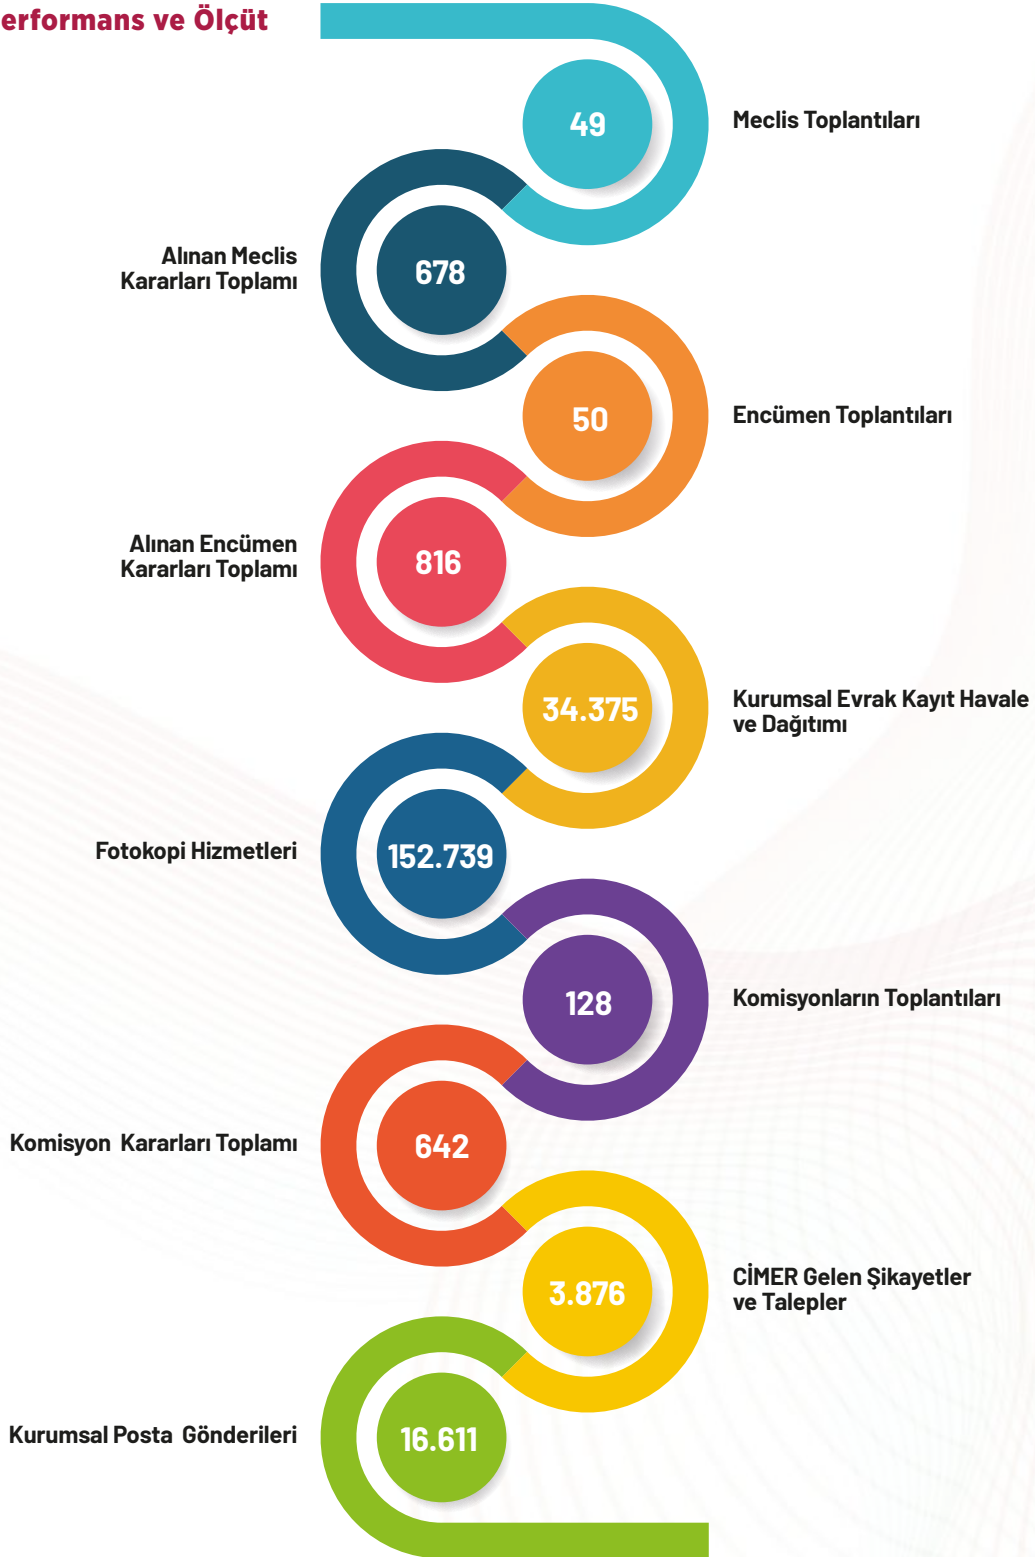 erformans ve Ölçüt
49
Meclis Toplantıları
Alınan Meclis
Kararları Toplamı
678
50
Encümen Toplantıları
Alınan Encümen
Kararları Toplamı
816
34.375
Kurumsal Evrak Kayıt Havale
ve Dağıtımı
Fotokopi Hizmetleri
152.739
128
Komisyonların Toplantıları
Komisyon Kararları Toplamı
642
3.876
CİMER Gelen Şikayetler
ve Talepler
Kurumsal Posta Gönderileri
16.611